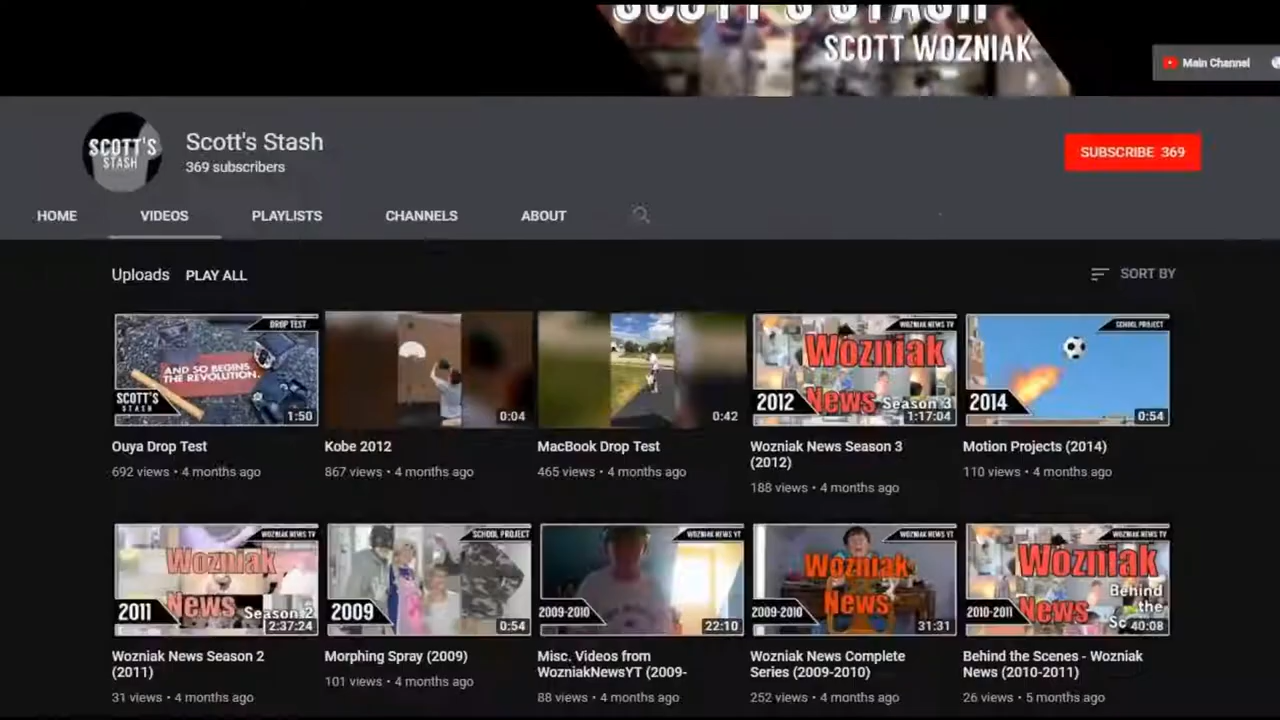 SCOTT'S STASH
SCOTT WOZNIAK
Main Channel
SCOTT'S
STASH
Scott's Stash
369 subscribers
SUBSCRIBE 369
HOME VIDEOS PLAYLISTS CHANNELS ABOUT
Uploads PLAY ALL
SORT BY
DROP TEST
AND SO BEGINS
THE REVOLUTION.
SCOTT'S
STASH
1:50
0:04
0:42
WOZNIAK NEWS TV
Wozniak
News
Season 3
2012
1:17:04
SCHOOL PROJECT
2014
0:54
Ouya Drop Test
692 views • 4 months ago
Kobe 2012
867 views • 4 months ago
MacBook Drop Test
465 views • 4 months ago
Wozniak News Season 3
(2012)
188 views • 4 months ago
Motion Projects (2014)
110 views • 4 months ago
WOZNIAK NEWS TV
Wozniak
News
Season 2
2011
2:37:24
SCHOOL PROJECT
2009
0:54
WOZNIAK NEWS YT
2009-2010
22:10
WOZNIAK NEWS YT
Wozniak
News
2009-2010
31:31
WOZNIAK NEWS TV
Wozniak
News
Behind
the
2010-2011
40:08
Wozniak News Season 2
(2011)
31 views • 4 months ago
Morphing Spray (2009)
101 views • 4 months ago
Misc. Videos from
WozniakNewsYT (2009-
88 views • 4 months ago
Wozniak News Complete
Series (2009-2010)
252 views • 4 months ago
Behind the Scenes - Wozniak
News (2010-2011)
26 views • 5 months ago